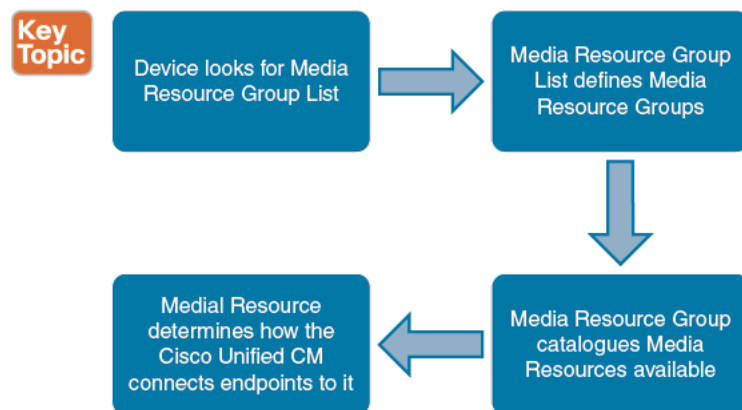 Key
Topic
Device looks for Media
Resource Group List
Media Resource Group
List defines Media
Resource Groups
Media Resource Group
catalogues Media
Resources available
Medial Resource
determines how the
Cisco Unified CM
connects endpoints to it